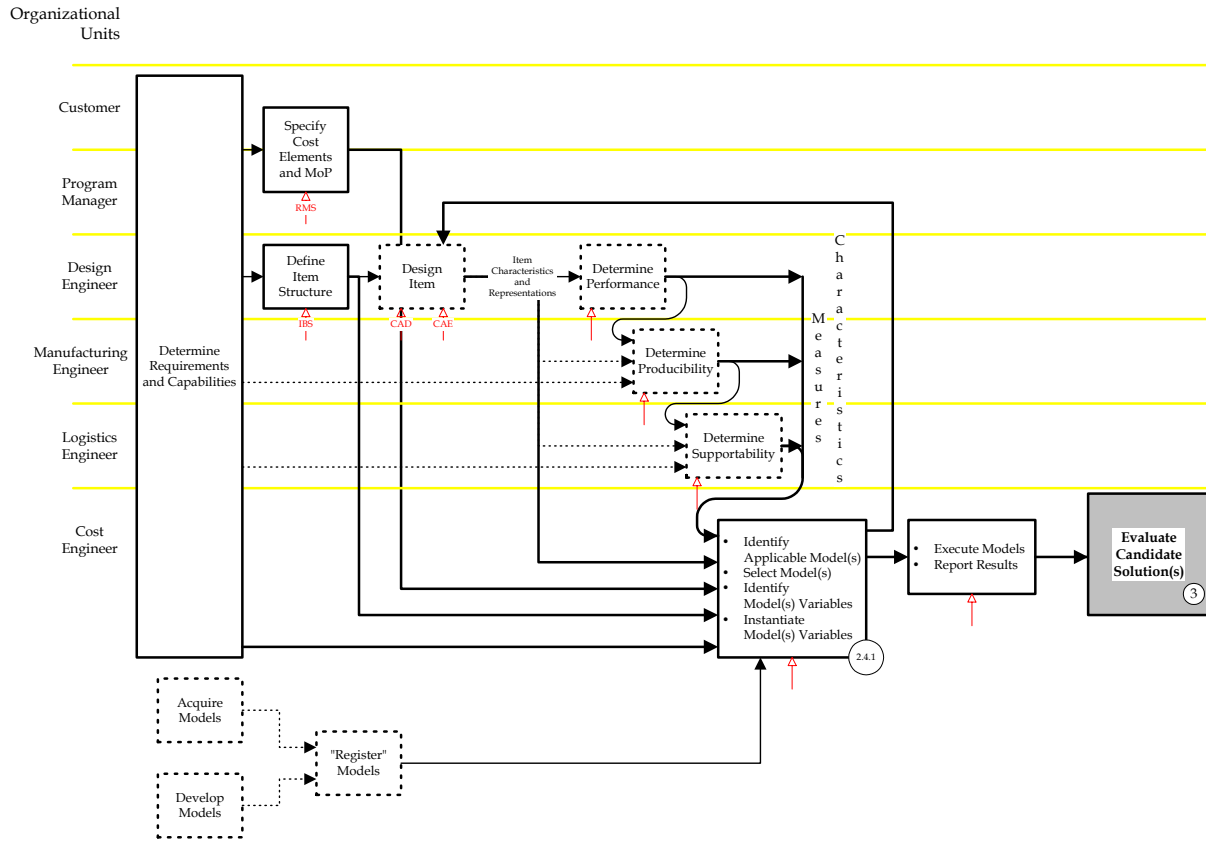 Organizational
Units
Customer
Program
Manager
Design
Engineer
Manufacturing
Engineer
Logistics
Engineer
Cost
Engineer
Determine
Requirements
and Capabilities
Specify
Cost
Elements
and MoP
RMS
Define
Item
Structure
IBS
Design
Item
CAD
CAE
Item
Characteristics
and
Representations
Determine
Performance
Determine
Producibility
Determine
Supportability
Measures
Characteristics
• Identify
Applicable Model(s)
• Select Model(s)
• Identify
Model(s) Variables
• Instantiate
Model(s) Variables
2.4.1
• Execute Models
• Report Results
Evaluate
Candidate
Solution(s)
3
Acquire
Models
Develop
Models
"Register"
Models